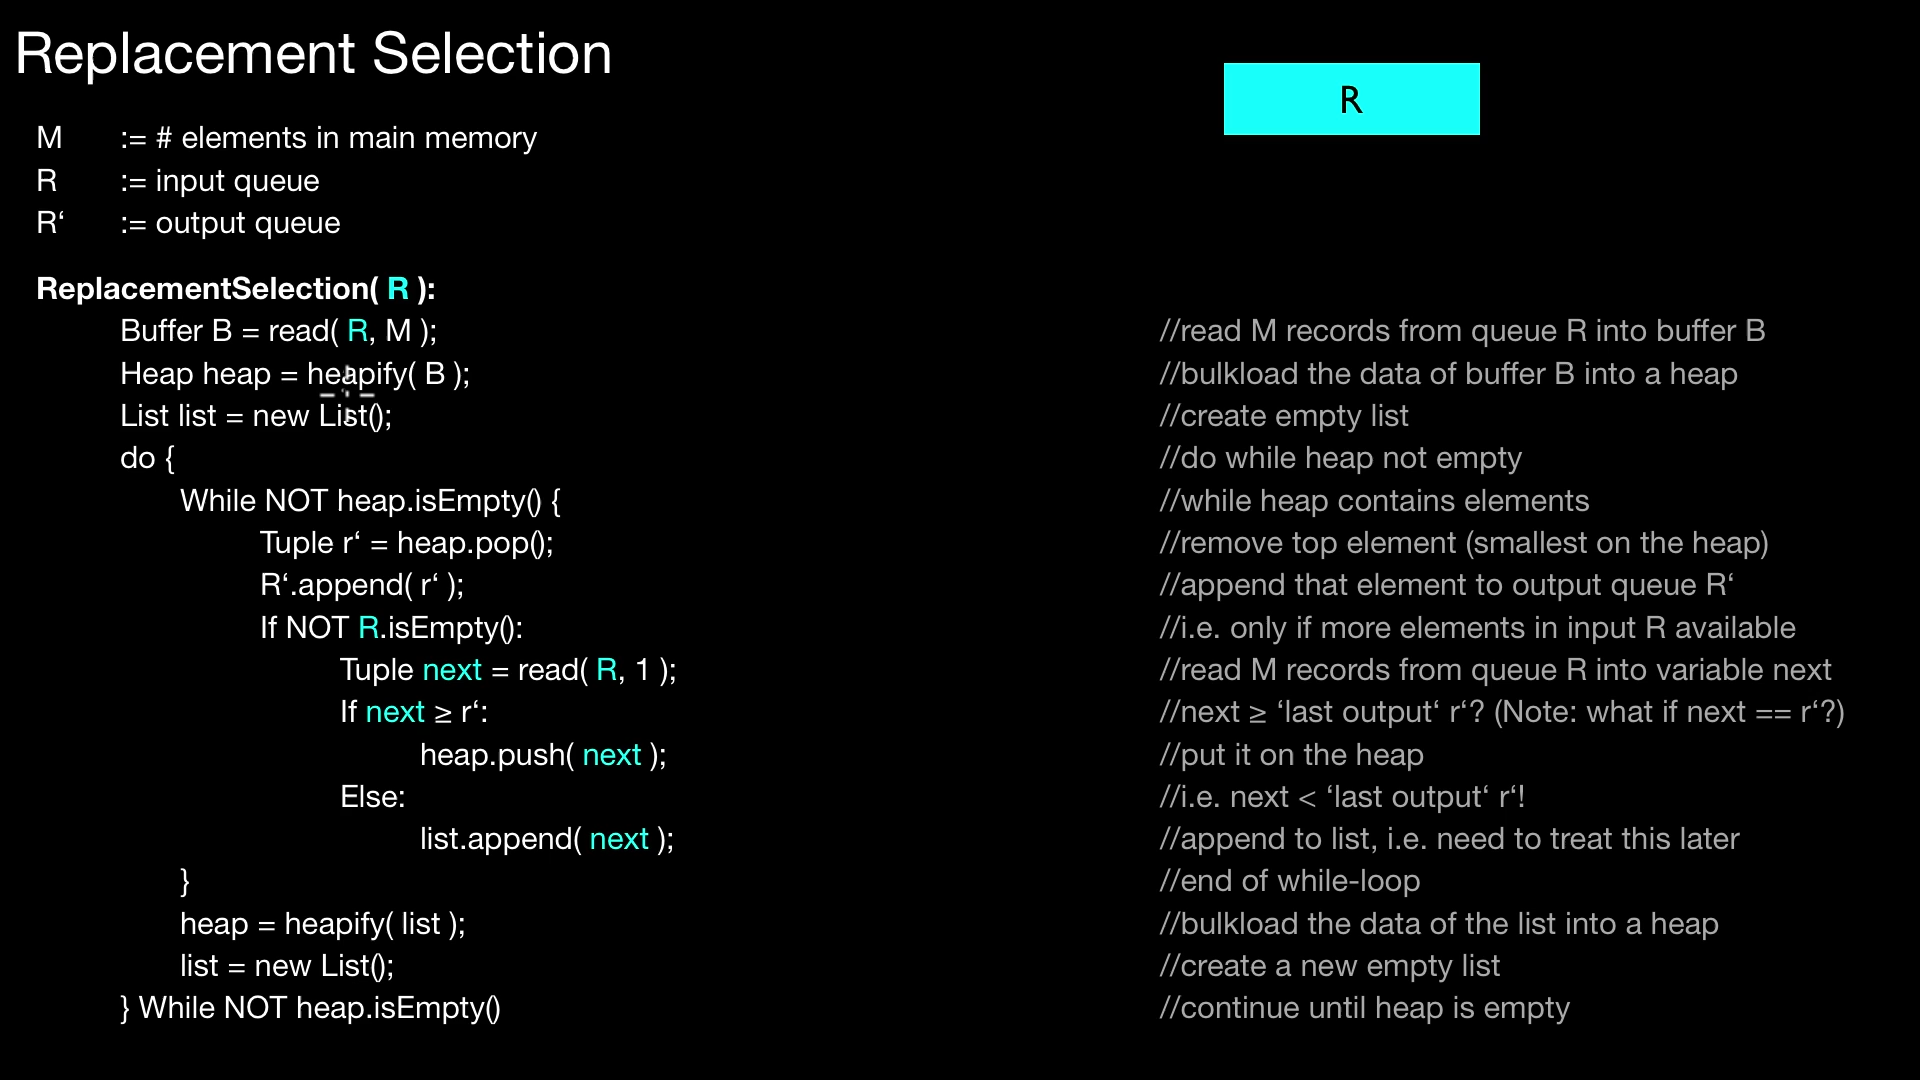 Replacement Selection
R
M := # elements in main memory
R := input queue
R‘ := output queue
ReplacementSelection( R ):
Buffer B = read( R, M ); //read M records from queue R into buffer B
Heap heap = heapify( B ); //bulkload the data of buffer B into a heap
List list = new List(); //create empty list
do { //do while heap not empty
While NOT heap.isEmpty() { //while heap contains elements
Tuple r‘ = heap.pop(); //remove top element (smallest on the heap)
R‘.append( r‘ ); //append that element to output queue R‘
If NOT R.isEmpty(): //i.e. only if more elements in input R available
Tuple next = read( R, 1 ); //read M records from queue R into variable next
If next ≥ r‘: //next ≥ ‘last output‘ r‘? (Note: what if next == r‘?)
heap.push( next ); //put it on the heap
Else: //i.e. next < ‘last output‘ r‘!
list.append( next ); //append to list, i.e. need to treat this later
} //end of while-loop
heap = heapify( list ); //bulkload the data of the list into a heap
list = new List(); //create a new empty list
} While NOT heap.isEmpty() //continue until heap is empty